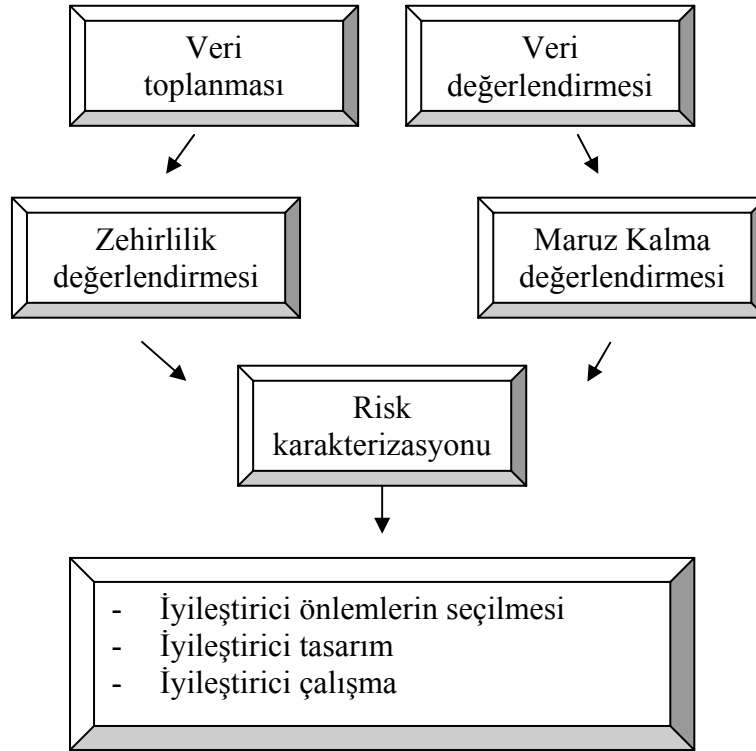 Veri
toplanması
Veri
değerlendirmesi
Zehirlilik
değerlendirmesi
Maruz Kalma
değerlendirmesi
Risk
karakterizasyonu
- İyileştirici önlemlerin seçilmesi
- İyileştirici tasarım
- İyileştirici çalışma